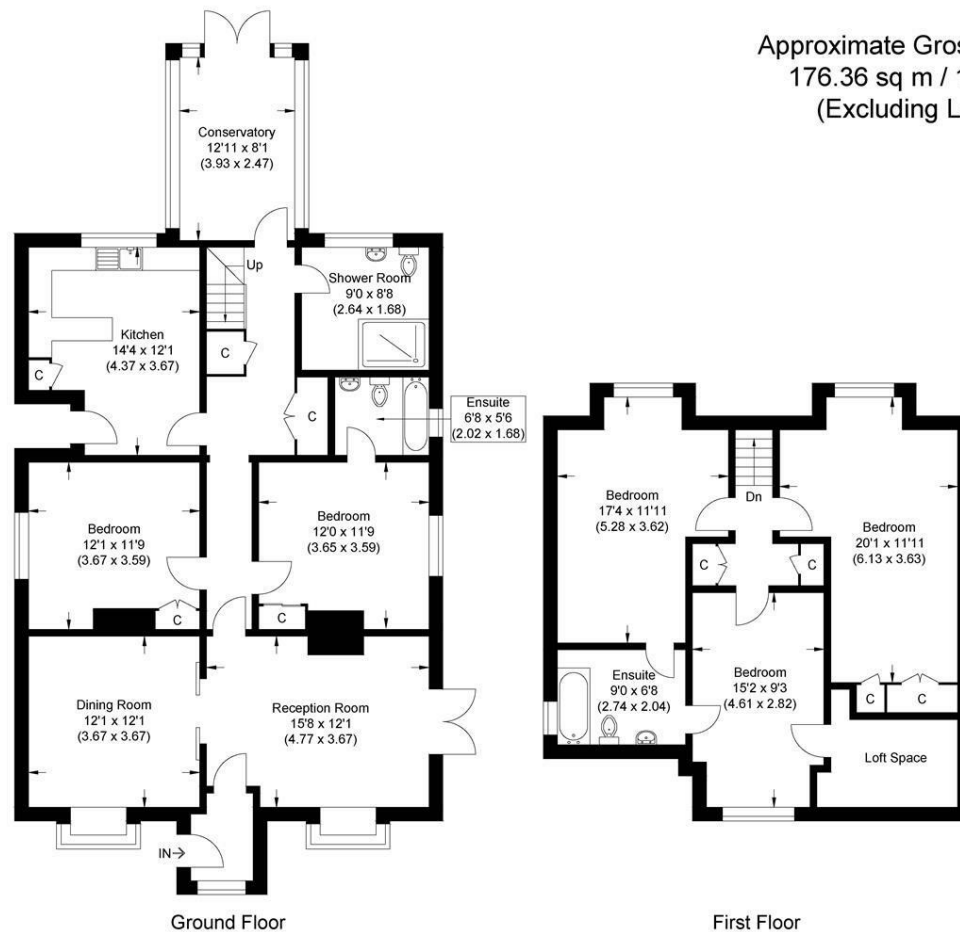 Approximate Gros
176.36 sq m / 1
(Excluding L
Conservatory
12'11 x 8'1
(3.93 x 2.47)
Up
Shower Room
9'0 x 8'8
(2.64 x 1.68)
Kitchen
14'4 x 12'1
(4.37 x 3.67)
C
C
C
Ensuite
6'8 x 5'6
(2.02 x 1.68)
Bedroom
12'1 x 11'9
(3.67 x 3.59)
C
Bedroom
12'0 x 11'9
(3.65 x 3.59)
C
Dining Room
12'1 x 12'1
(3.67 x 3.67)
Reception Room
15'8 x 12'1
(4.77 x 3.67)
IN→
Ground Floor
Bedroom
17'4 x 11'11
(5.28 x 3.62)
Dn
Bedroom
20'1 x 11'11
(6.13 x 3.63)
C
C
Ensuite
9'0 x 6'8
(2.74 x 2.04)
Bedroom
15'2 x 9'3
(4.61 x 2.82)
C
C
Loft Space
First Floor